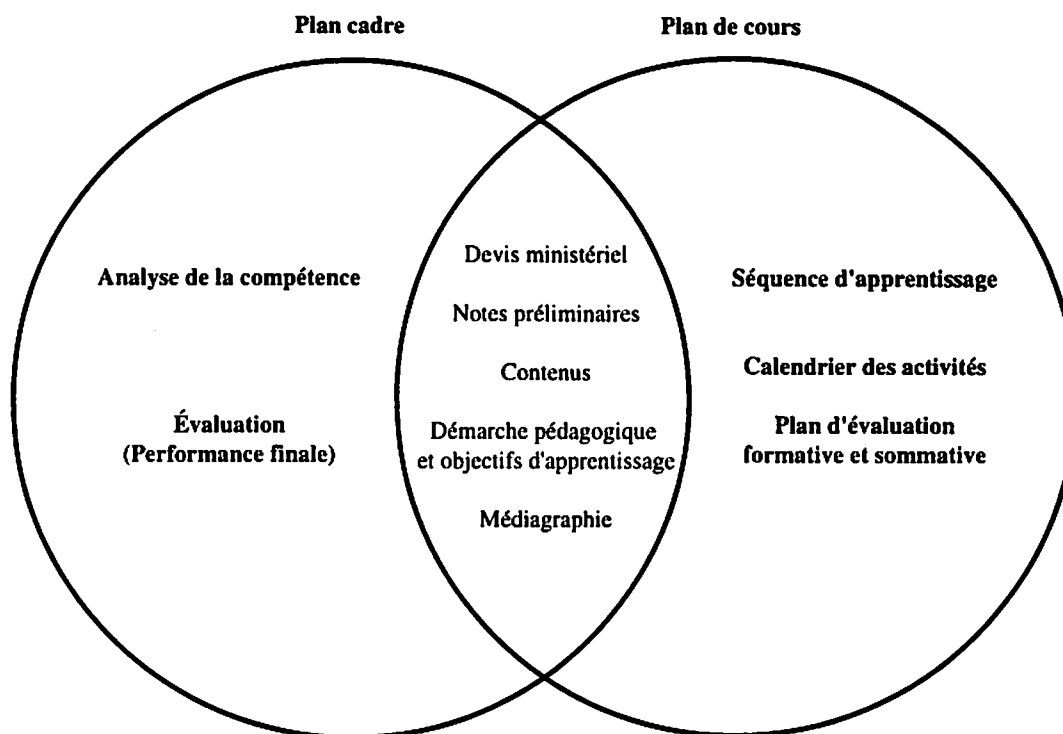 Plan cadre
Plan de cours
Analyse de la compétence
Évaluation
(Performance finale)
Devis ministériel
Notes préliminaires
Contenus
Démarche pédagogique
et objectifs d'apprentissage
Médiagraphie
Séquence d'apprentissage
Calendrier des activités
Plan d'évaluation
formative et sommative